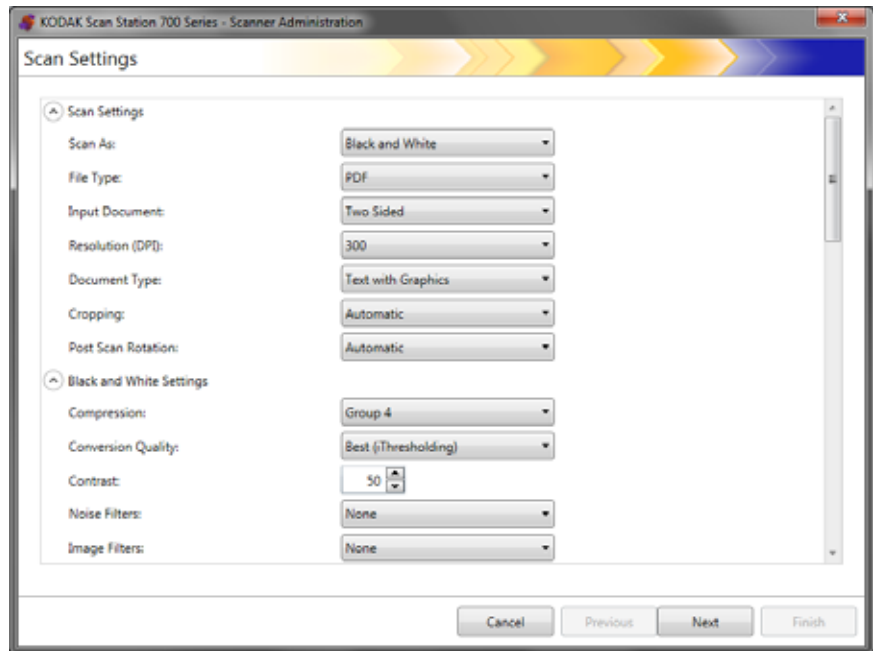 KODAK Scan Station 700 Series - Scanner Administration
Scan Settings
Scan Settings
Scan As: Black and White
File Type: PDF
Input Document: Two Sided
Resolution (DPI): 300
Document Type: Text with Graphics
Cropping: Automatic
Post Scan Rotation: Automatic
Black and White Settings
Compression: Group 4
Conversion Quality: Best (iThresholding)
Contrast: 50
Noise Filters: None
Image Filters: None
Cancel Previous Next Finish